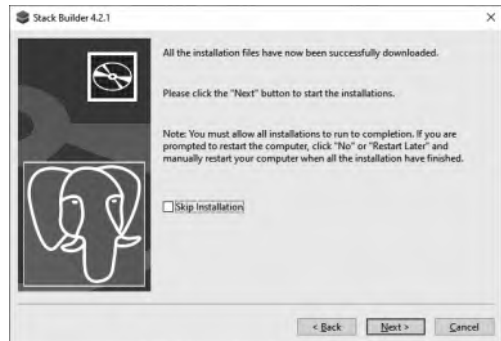 Stack Builder 4.2.1
All the installation files have now been successfully downloaded.
Please click the "Next" button to start the installations.
Note: You must allow all installations to run to completion. If you are
prompted to restart the computer, click "No" or "Restart Later" and
manually restart your computer when all the installation have finished.
Skip Installation
< Back
Next >
Cancel